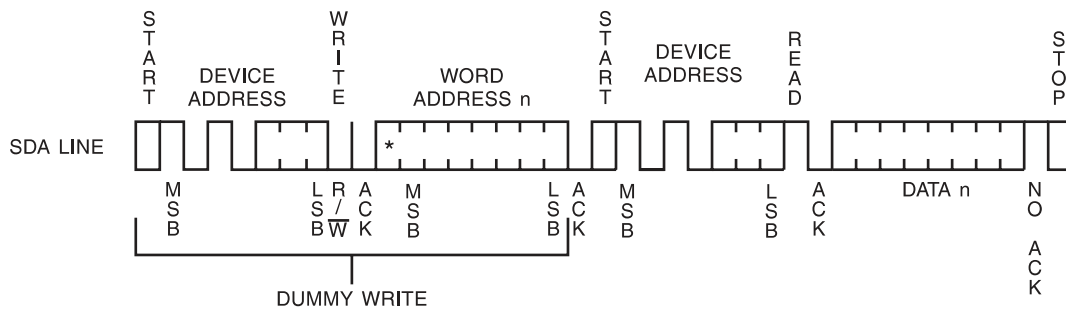 START
DEVICE
ADDRESS
WRITE
WORD
ADDRESS n
START
DEVICE
ADDRESS
READ
STOP
SDA LINE
*
MSB
LSB
R/W
ACK
MSB
LSB
ACK
MSB
LSB
ACK
DATA n
NO ACK
DUMMY WRITE